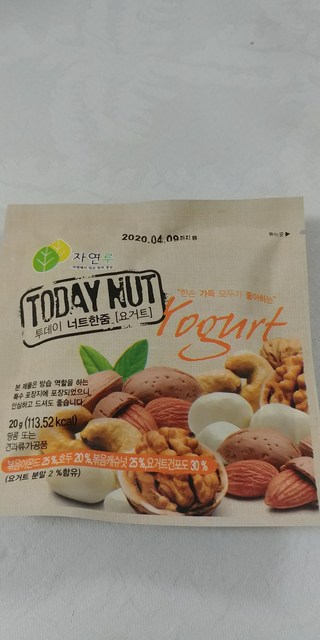 2020.04.09까지
뜯는곳▶
자연루
TODAY NUT
투데이 너트한줌 [요거트]
"한손 가득 모두가 좋아하는"
Yogurt
본 제품은 방습 역할을 하는
특수 포장지에 포장되었으니,
안심하고 드셔도 좋습니다.
20g (113.52 kcal)
땅콩 또는
견과류가공품
볶음아몬드 25 %, 호두 20 %, 볶음캐슈넛 25 %, 요거트건포도 30 %
(요거트 분말 2 %함유)